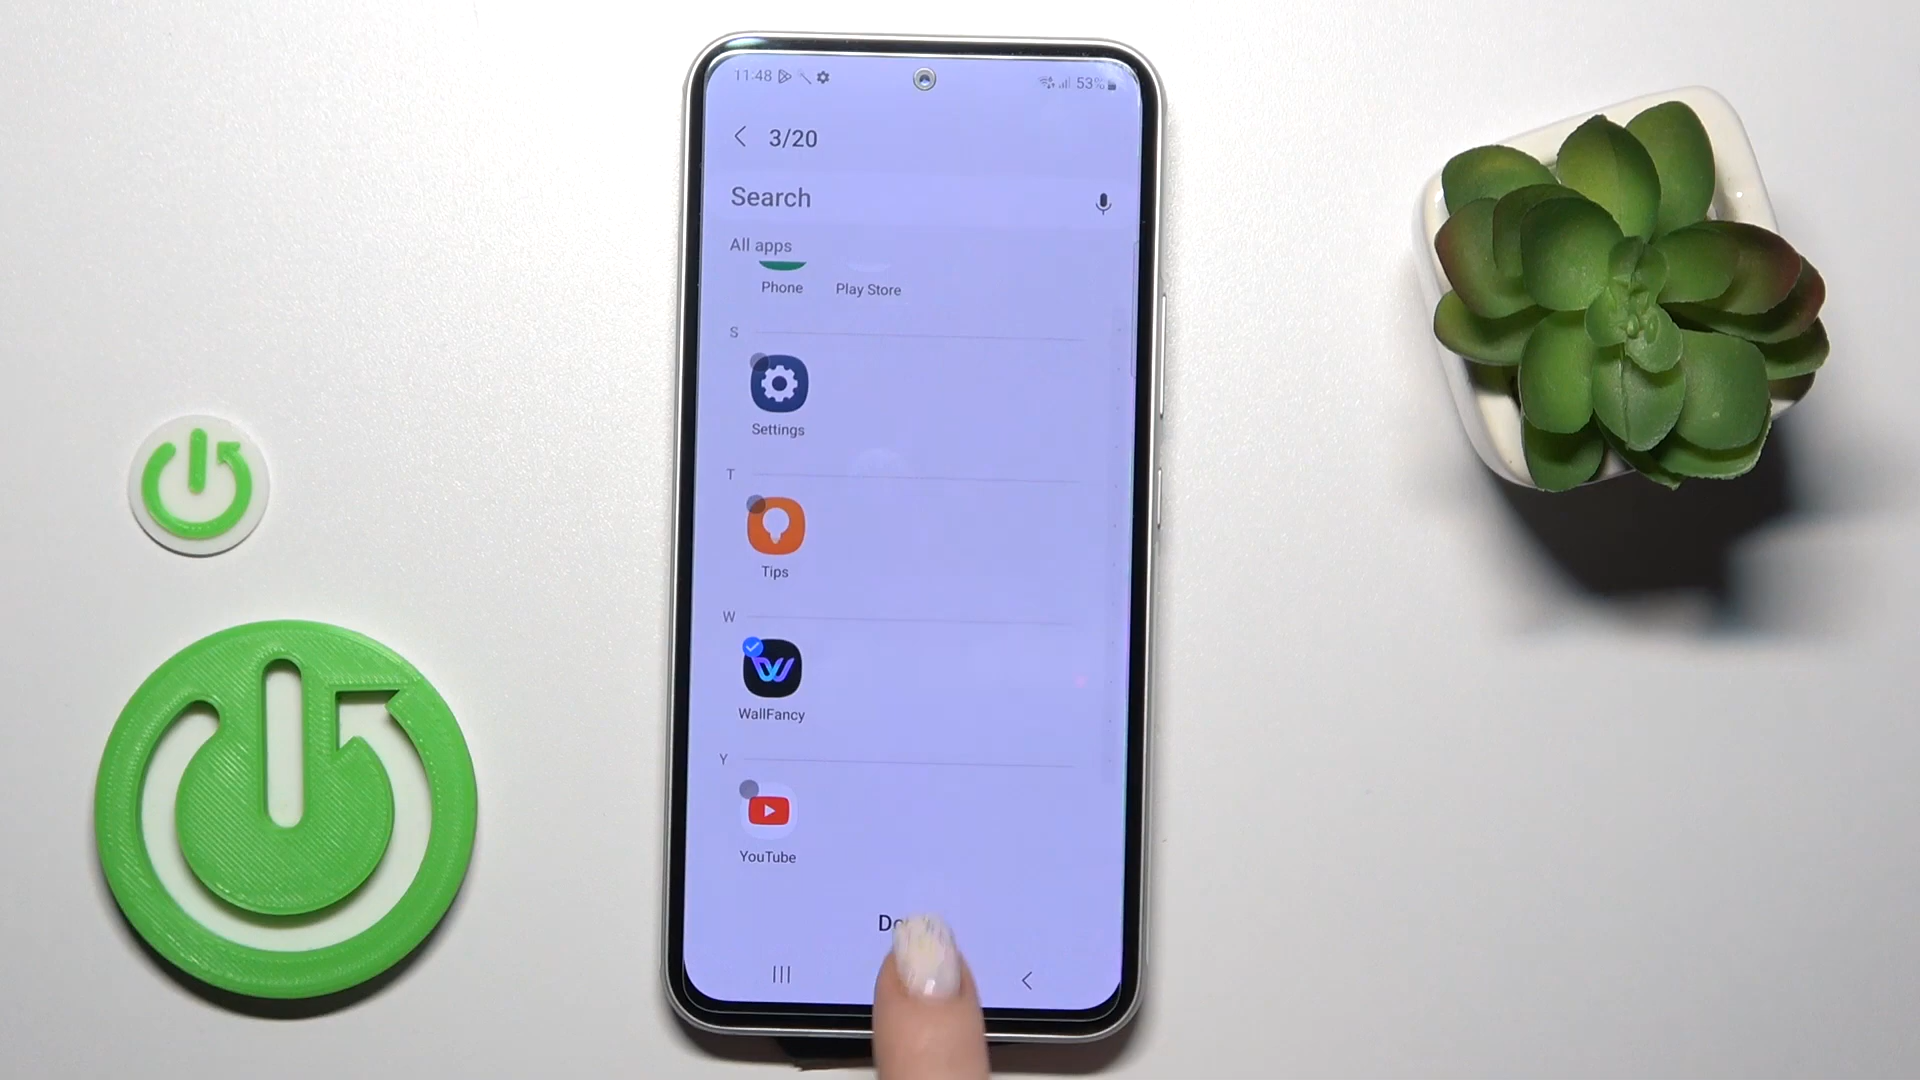 11:48
53%
3/20
Search
All apps
Phone Play Store
S
Settings
T
Tips
W
WallFancy
Y
YouTube